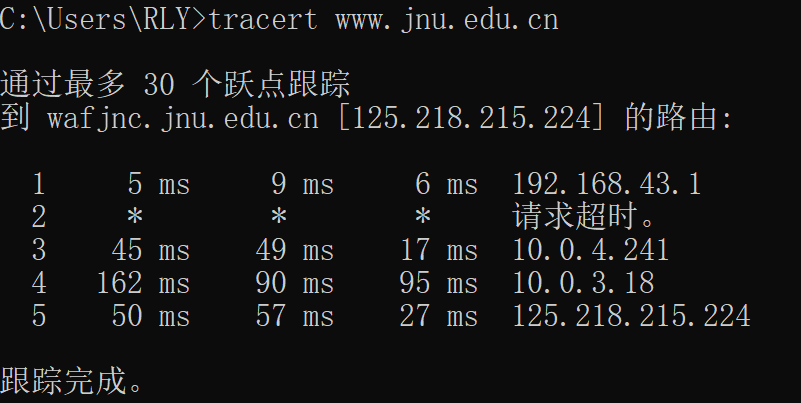 C:\Users\RLY>tracert www.jnu.edu.cn
通过最多 30 个跃点跟踪
到 wafjnc.jnu.edu.cn [125.218.215.224] 的路由:
1 5 ms 9 ms 6 ms 192.168.43.1
2 * * * 请求超时。
3 45 ms 49 ms 17 ms 10.0.4.241
4 162 ms 90 ms 95 ms 10.0.3.18
5 50 ms 57 ms 27 ms 125.218.215.224
跟踪完成。